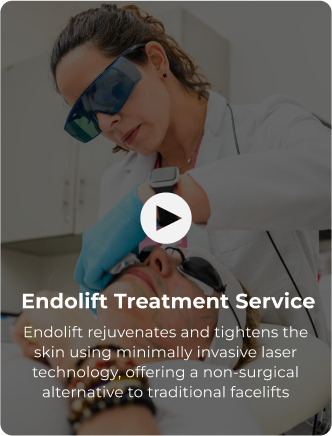 Endolift Treatment Service
Endolift rejuvenates and tightens the
skin using minimally invasive laser
technology, offering a non-surgical
alternative to traditional facelifts